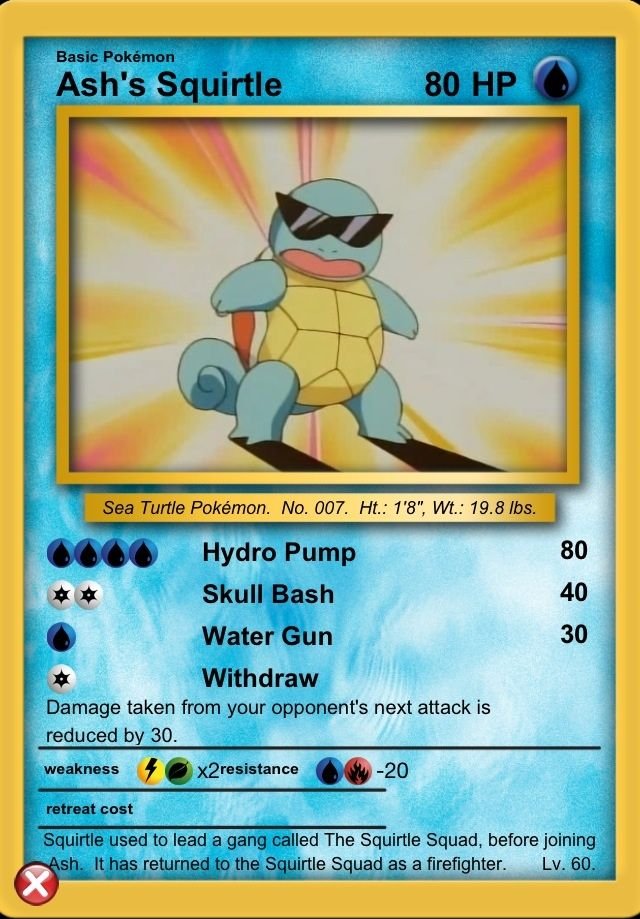 Basic Pokémon
Ash's Squirtle 80 HP
Sea Turtle Pokémon. No. 007. Ht.: 1'8", Wt.: 19.8 lbs.
Hydro Pump 80
Skull Bash 40
Water Gun 30
Withdraw
Damage taken from your opponent's next attack is
reduced by 30.
weakness x2 resistance -20
retreat cost
Squirtle used to lead a gang called The Squirtle Squad, before joining
Ash. It has returned to the Squirtle Squad as a firefighter. Lv. 60.